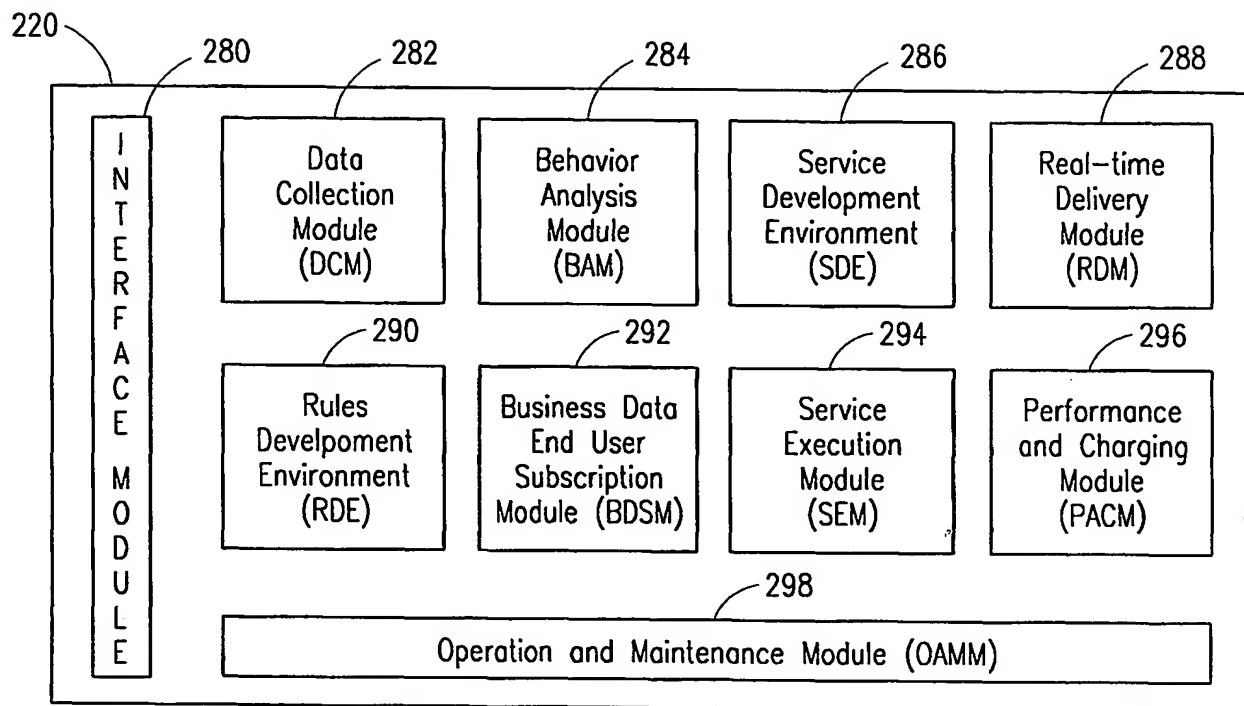 220
280
282
284
286
288
INTERFACE MODULE
Data
Collection
Module
(DCM)
Behavior
Analysis
Module
(BAM)
Service
Development
Environment
(SDE)
Real-time
Delivery
Module
(RDM)
290
292
294
296
Rules
Develpoment
Environment
(RDE)
Business Data
End User
Subscription
Module (BDSM)
Service
Execution
Module
(SEM)
Performance
and Charging
Module
(PACM)
298
Operation and Maintenance Module (OAMM)